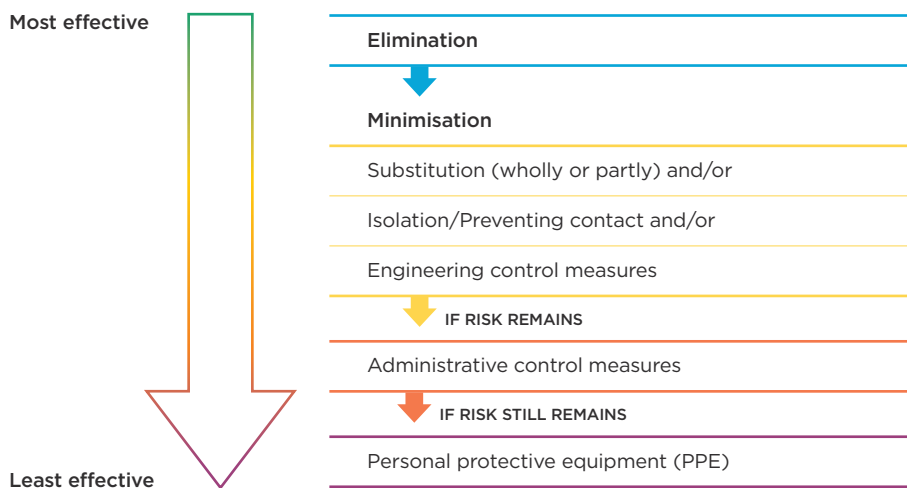 Most effective
Elimination
Minimisation
Substitution (wholly or partly) and/or
Isolation/Preventing contact and/or
Engineering control measures
IF RISK REMAINS
Administrative control measures
IF RISK STILL REMAINS
Personal protective equipment (PPE)
Least effective